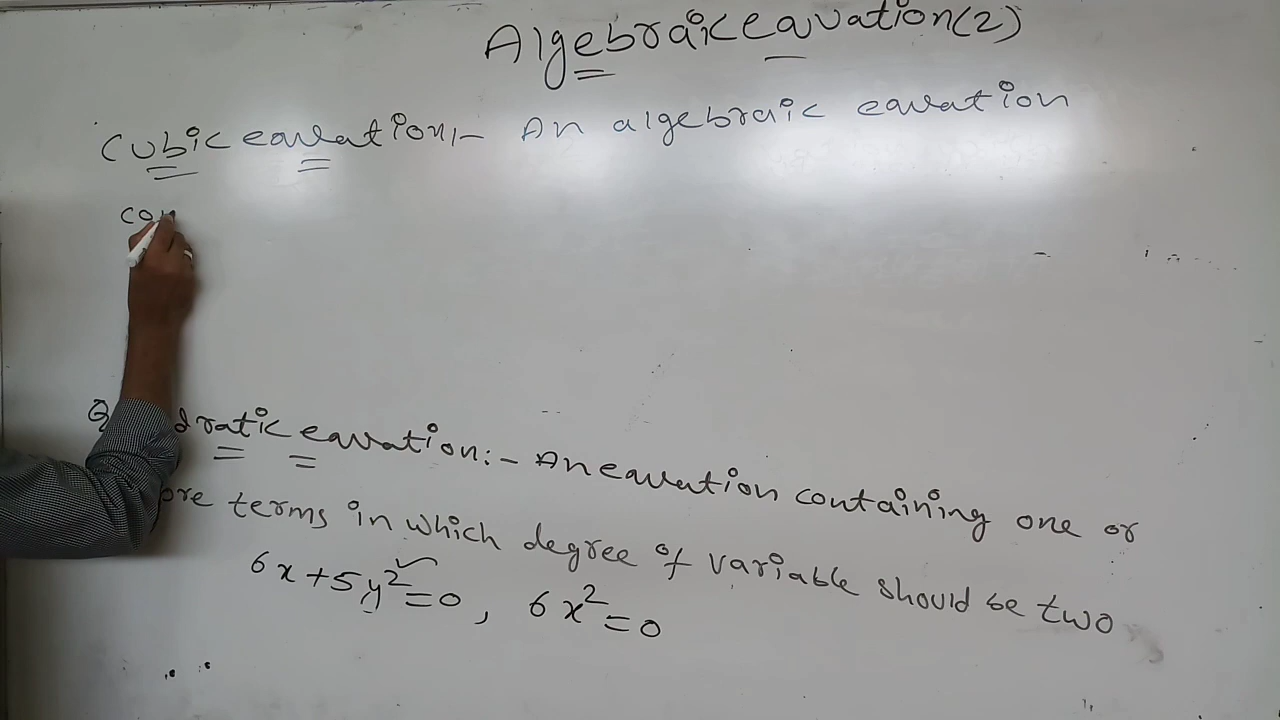 Algebraic eauation(2)
Cubic eauation:- An algebraic eauation
con
dratic eauation:- An eauation containing one or
ore terms in which degree of variable should be two
6x+5y²=0, 6x²=0